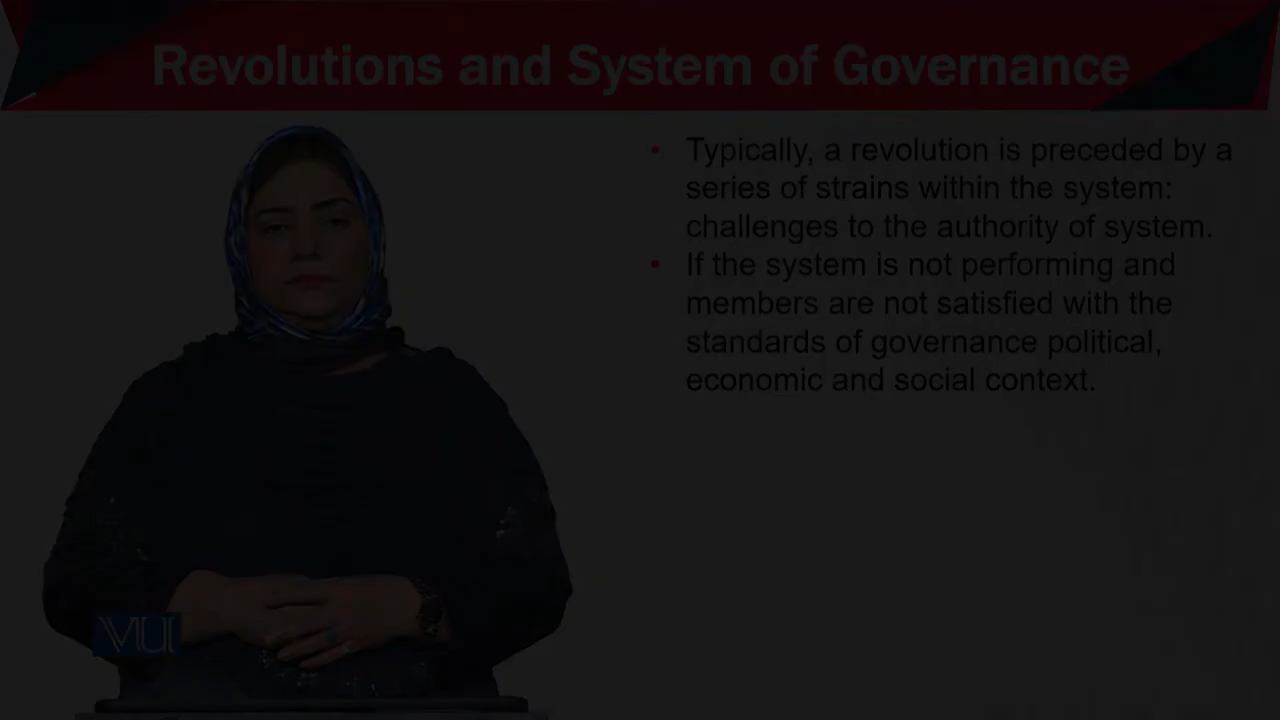 Revolutions and System of Governance
• Typically, a revolution is preceded by a
series of strains within the system:
challenges to the authority of system.
• If the system is not performing and
members are not satisfied with the
standards of governance political,
economic and social context.
VU